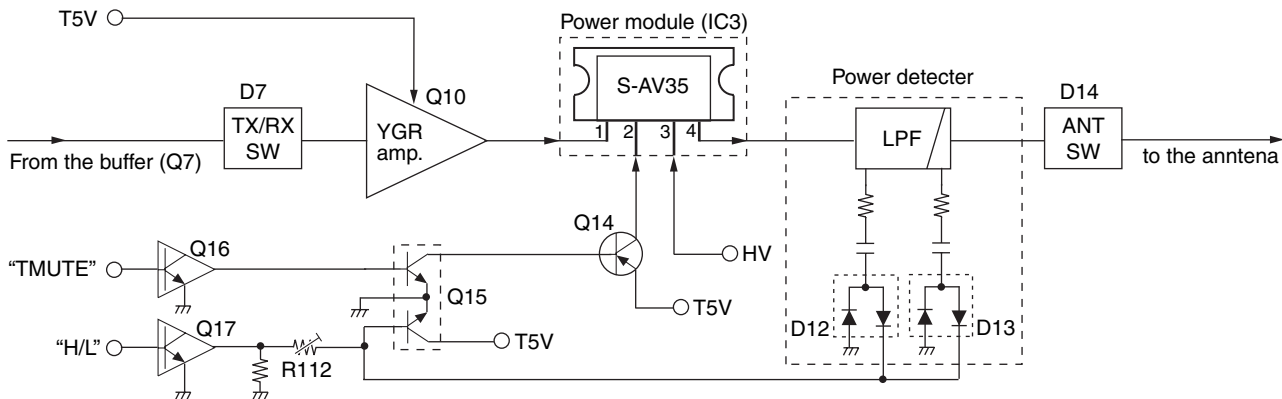 T5V
Power module (IC3)
S-AV35
1 2 3 4
Power detecter
D7
TX/RX
SW
Q10
YGR
amp.
LPF
D14
ANT
SW
From the buffer (Q7)
to the anntena
Q14
HV
"TMUTE"
Q16
Q15
T5V
"H/L"
Q17
R112
T5V
D12
D13